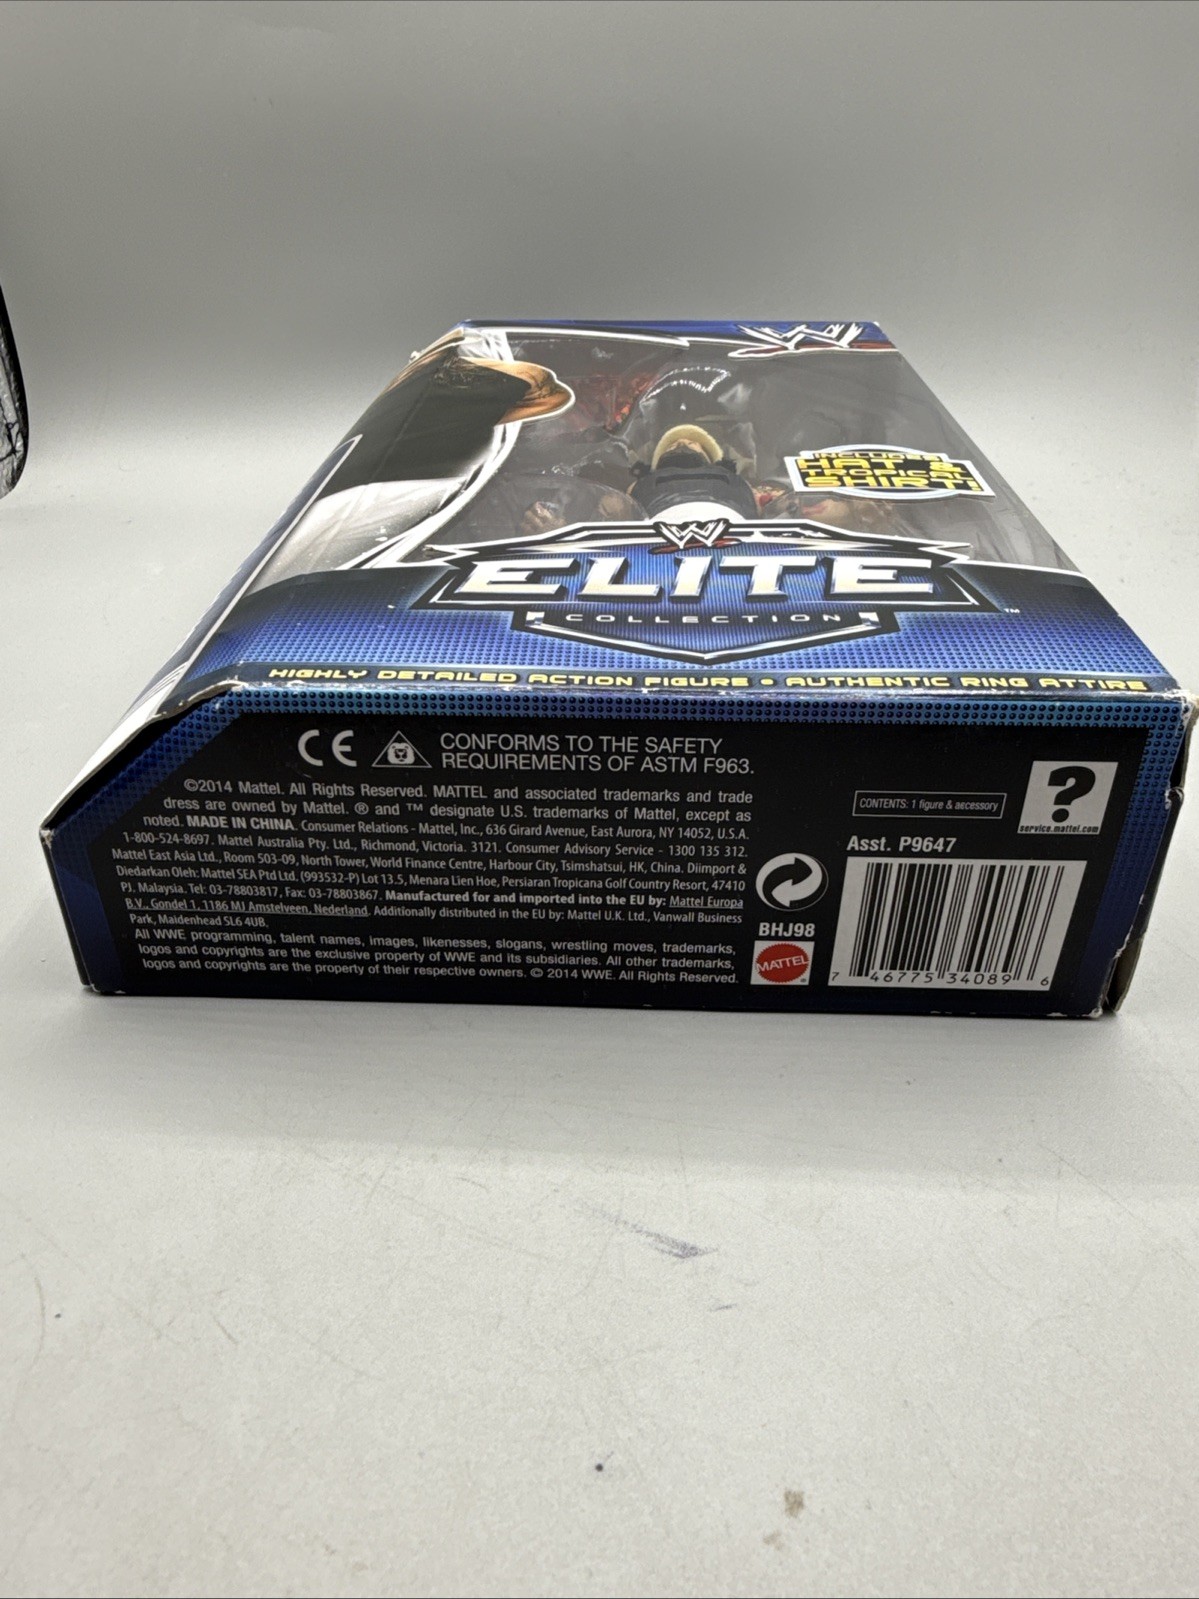 W
INCLUDES
HAT &
TROPICAL
SHIRT!
W
ELITE
™
COLLECTION
HIGHLY DETAILED ACTION FIGURE • AUTHENTIC RING ATTIRE
CE CONFORMS TO THE SAFETY
REQUIREMENTS OF ASTM F963.
©2014 Mattel. All Rights Reserved. MATTEL and associated trademarks and trade
dress are owned by Mattel. ® and ™ designate U.S. trademarks of Mattel, except as
noted. MADE IN CHINA. Consumer Relations - Mattel, Inc., 636 Girard Avenue, East Aurora, NY 14052, U.S.A.
1-800-524-8697. Mattel Australia Pty. Ltd., Richmond, Victoria. 3121. Consumer Advisory Service - 1300 135 312.
Mattel East Asia Ltd., Room 503-09, North Tower, World Finance Centre, Harbour City, Tsimshatsui, HK, China. Diimport &
Diedarkan Oleh: Mattel SEA Ptd Ltd. (993532-P) Lot 13.5, Menara Lien Hoe, Persiaran Tropicana Golf Country Resort, 47410
PJ. Malaysia. Tel: 03-78803817, Fax: 03-78803867. Manufactured for and imported into the EU by: Mattel Europa
B.V., Gondel 1, 1186 MJ Amstelveen, Nederland. Additionally distributed in the EU by: Mattel U.K. Ltd., Vanwall Business
Park, Maidenhead SL6 4UB.
All WWE programming, talent names, images, likenesses, slogans, wrestling moves, trademarks,
logos and copyrights are the exclusive property of WWE and its subsidiaries. All other trademarks,
logos and copyrights are the property of their respective owners. © 2014 WWE. All Rights Reserved.
BHJ98
MATTEL
CONTENTS: 1 figure & accessory
?
service.mattel.com
Asst. P9647
7 46775 34089 6